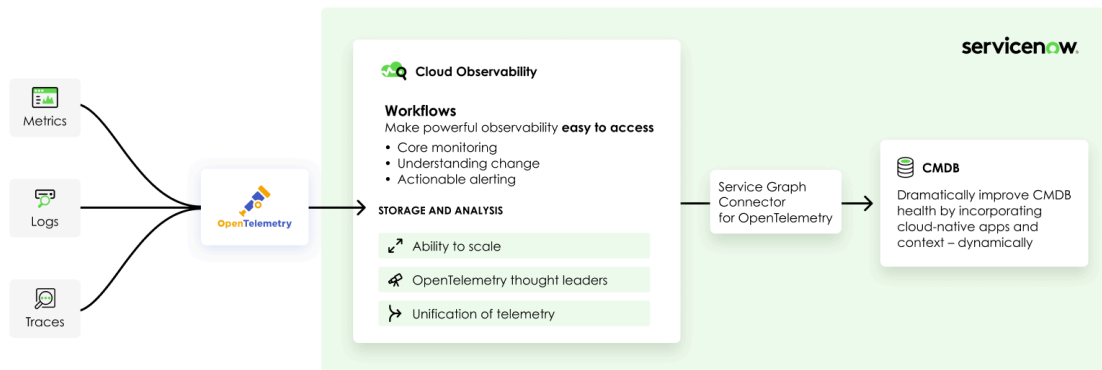 servicenow
Metrics
Logs
Traces
OpenTelemetry
Cloud Observability
Workflows
Make powerful observability easy to access
• Core monitoring
• Understanding change
• Actionable alerting
STORAGE AND ANALYSIS
Ability to scale
OpenTelemetry thought leaders
Unification of telemetry
Service Graph
Connector
for OpenTelemetry
CMDB
Dramatically improve CMDB
health by incorporating
cloud-native apps and
context – dynamically